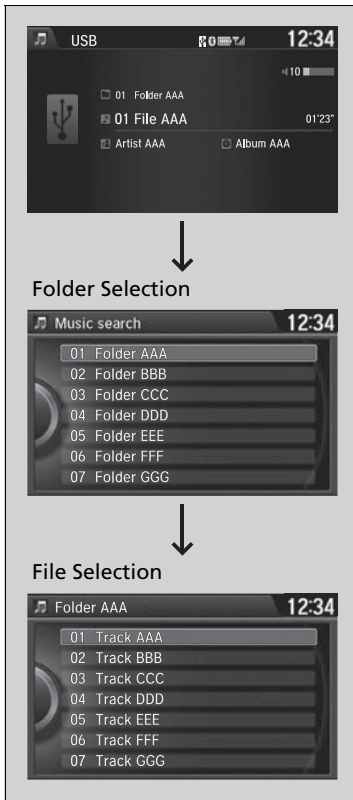 USB 12:34
10
01 Folder AAA
01 File AAA 01'23"
Artist AAA Album AAA
Folder Selection
Music search 12:34
01 Folder AAA
02 Folder BBB
03 Folder CCC
04 Folder DDD
05 Folder EEE
06 Folder FFF
07 Folder GGG
File Selection
Folder AAA 12:34
01 Track AAA
02 Track BBB
03 Track CCC
04 Track DDD
05 Track EEE
06 Track FFF
07 Track GGG